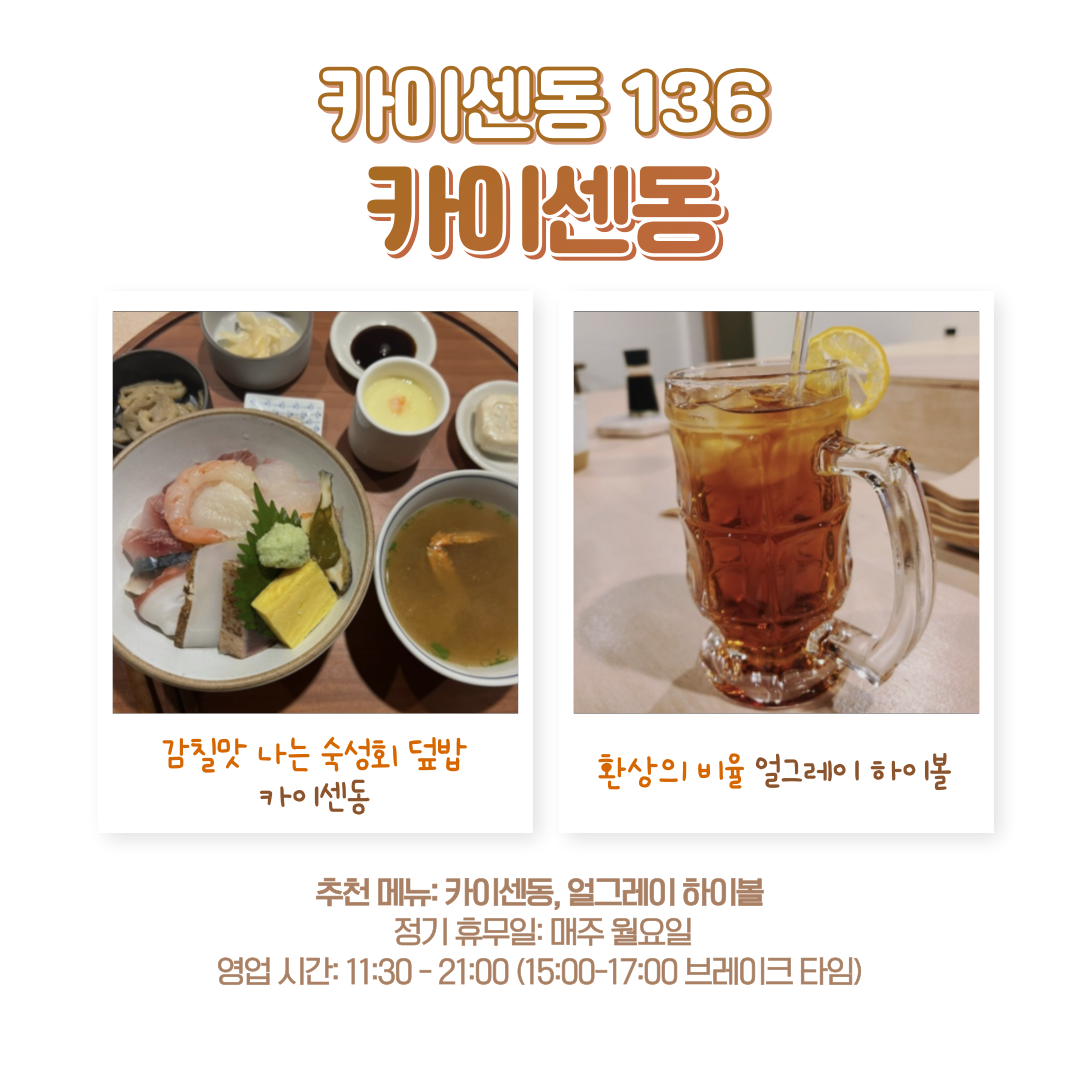 카이센동 136
카이센동
감칠맛 나는 숙성회 덮밥
카이센동
환상의 비율 얼그레이 하이볼
추천 메뉴: 카이센동, 얼그레이 하이볼
정기 휴무일: 매주 월요일
영업 시간: 11:30 - 21:00 (15:00-17:00 브레이크 타임)